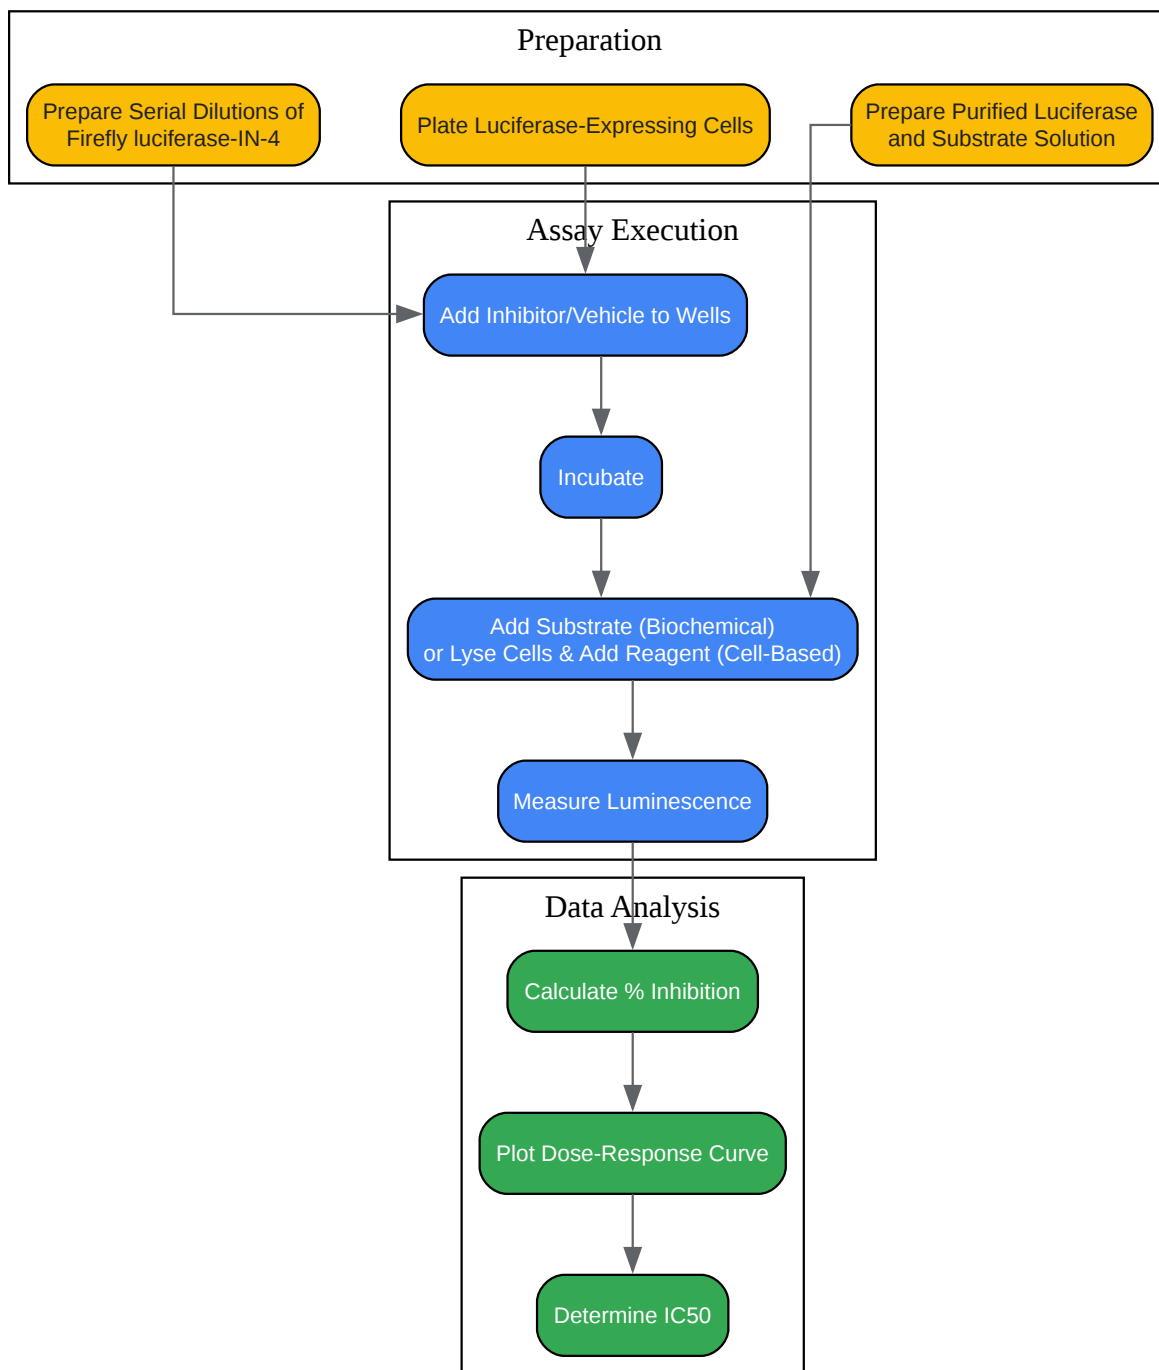 Preparation
Prepare Serial Dilutions of
Firefly luciferase-IN-4
Plate Luciferase-Expressing Cells
Prepare Purified Luciferase
and Substrate Solution
Assay Execution
Add Inhibitor/Vehicle to Wells
Incubate
Add Substrate (Biochemical)
or Lyse Cells & Add Reagent (Cell-Based)
Measure Luminescence
Data Analysis
Calculate % Inhibition
Plot Dose-Response Curve
Determine IC50